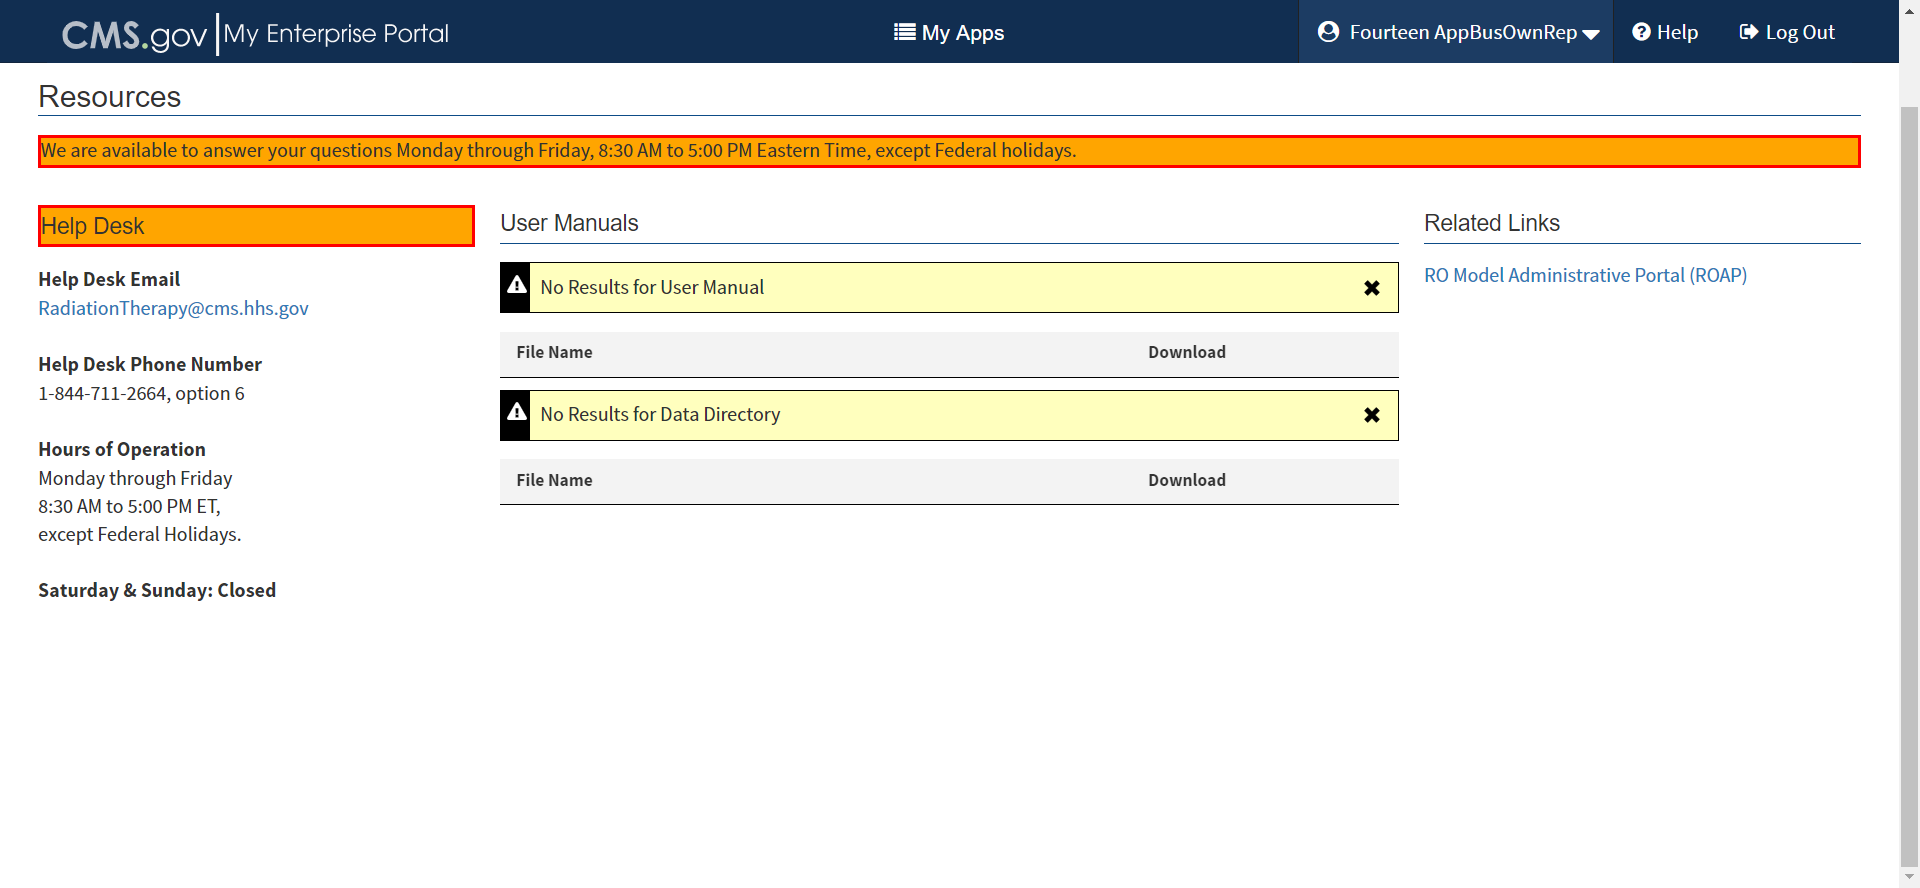 CMS.gov My Enterprise Portal
My Apps
Fourteen AppBusOwnRep
Help
Log Out
Resources
We are available to answer your questions Monday through Friday, 8:30 AM to 5:00 PM Eastern Time, except Federal holidays.
Help Desk
Help Desk Email
RadiationTherapy@cms.hhs.gov
Help Desk Phone Number
1-844-711-2664, option 6
Hours of Operation
Monday through Friday
8:30 AM to 5:00 PM ET,
except Federal Holidays.
Saturday & Sunday: Closed
User Manuals
No Results for User Manual
File Name Download
No Results for Data Directory
File Name Download
Related Links
RO Model Administrative Portal (ROAP)